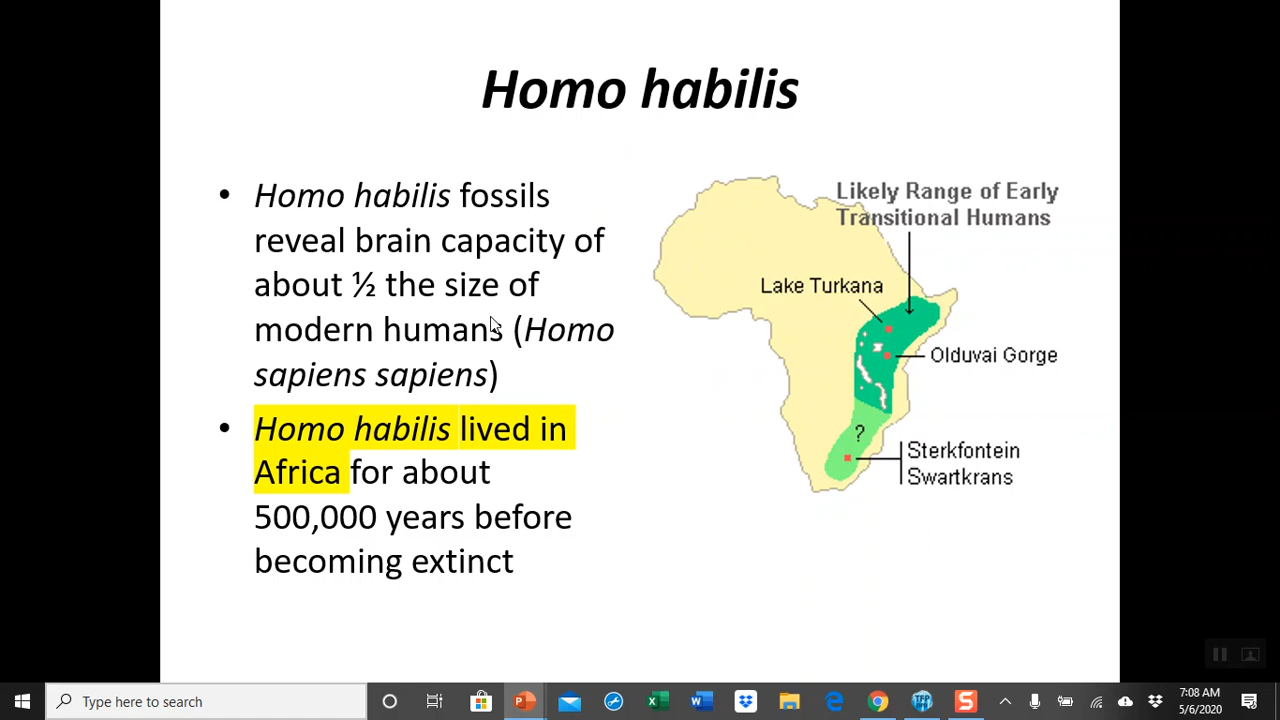 Homo habilis
• Homo habilis fossils
reveal brain capacity of
about ½ the size of
modern humans (Homo
sapiens sapiens)
• Homo habilis lived in
Africa for about
500,000 years before
becoming extinct
Likely Range of Early
Transitional Humans
Lake Turkana
Olduvai Gorge
?
Sterkfontein
Swartkrans
Type here to search
7:08 AM
5/6/2020